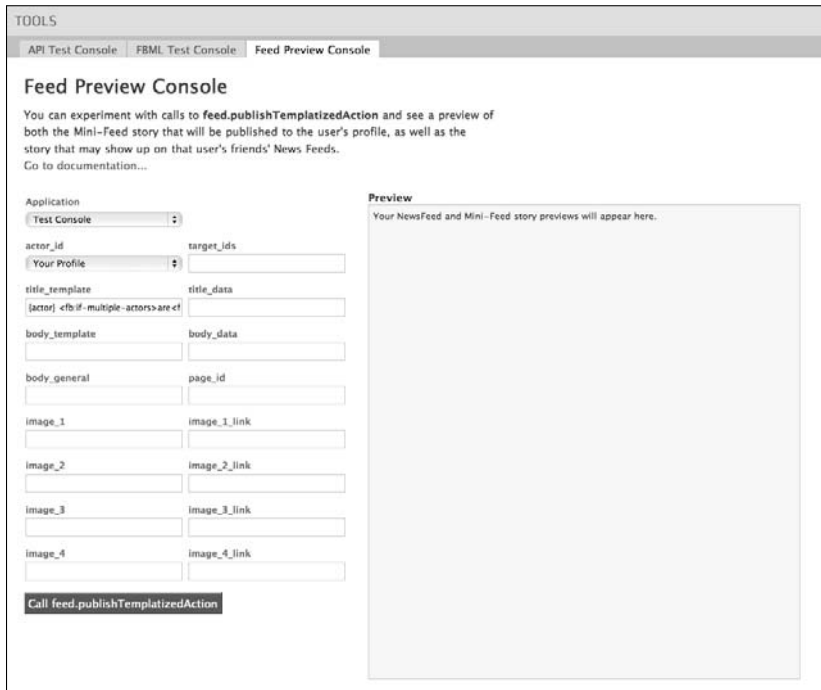 TOOLS
API Test Console FBML Test Console Feed Preview Console
Feed Preview Console
You can experiment with calls to feed.publishTemplatizedAction and see a preview of
both the Mini-Feed story that will be published to the user's profile, as well as the
story that may show up on that user's friends' News Feeds.
Go to documentation...
Application
Test Console
actor_id target_ids
Your Profile
title_template title_data
{actor} <fb:if-multiple-actors>are<f
body_template body_data
body_general page_id
image_1 image_1_link
image_2 image_2_link
image_3 image_3_link
image_4 image_4_link
Call feed.publishTemplatizedAction
Preview
Your NewsFeed and Mini-Feed story previews will appear here.